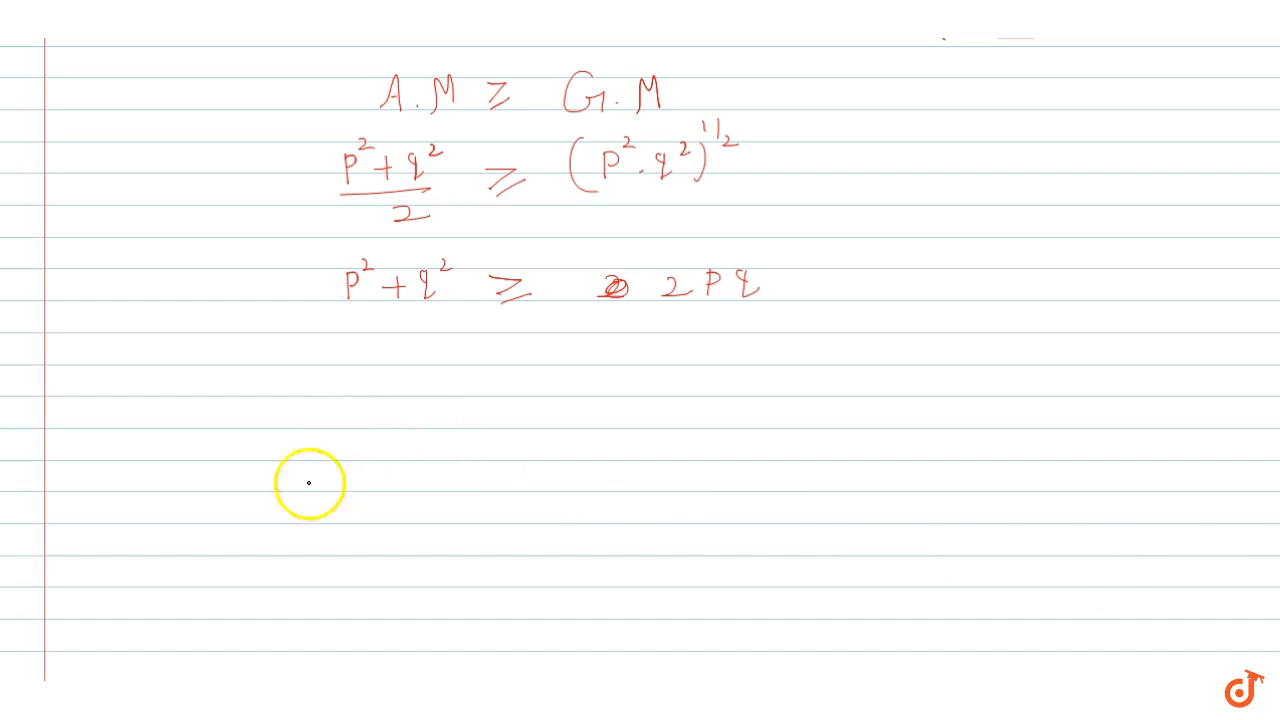 A.M ≥ G.M
(p² + q²)/2 ≥ (p² . q²)^1/2
p² + q² ≥ 2pq